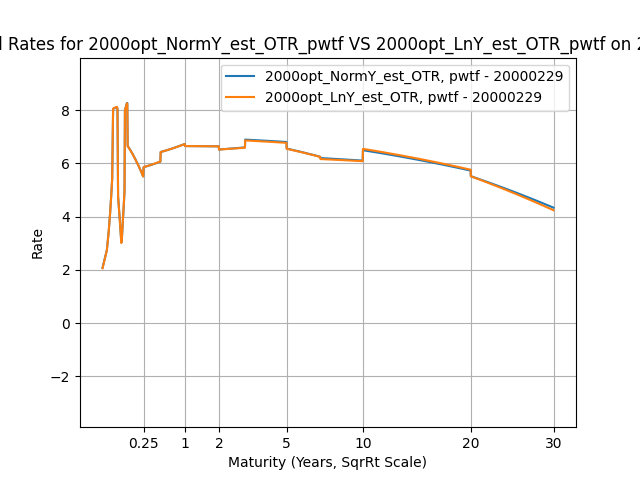 l Rates for 2000opt_NormY_est_OTR_pwtf VS 2000opt_LnY_est_OTR_pwtf on 2
2000opt_NormY_est_OTR, pwtf - 20000229
2000opt_LnY_est_OTR, pwtf - 20000229
8
6
4
2
0
−2
Rate
0.25 1 2 5 10 20 30
Maturity (Years, SqrRt Scale)